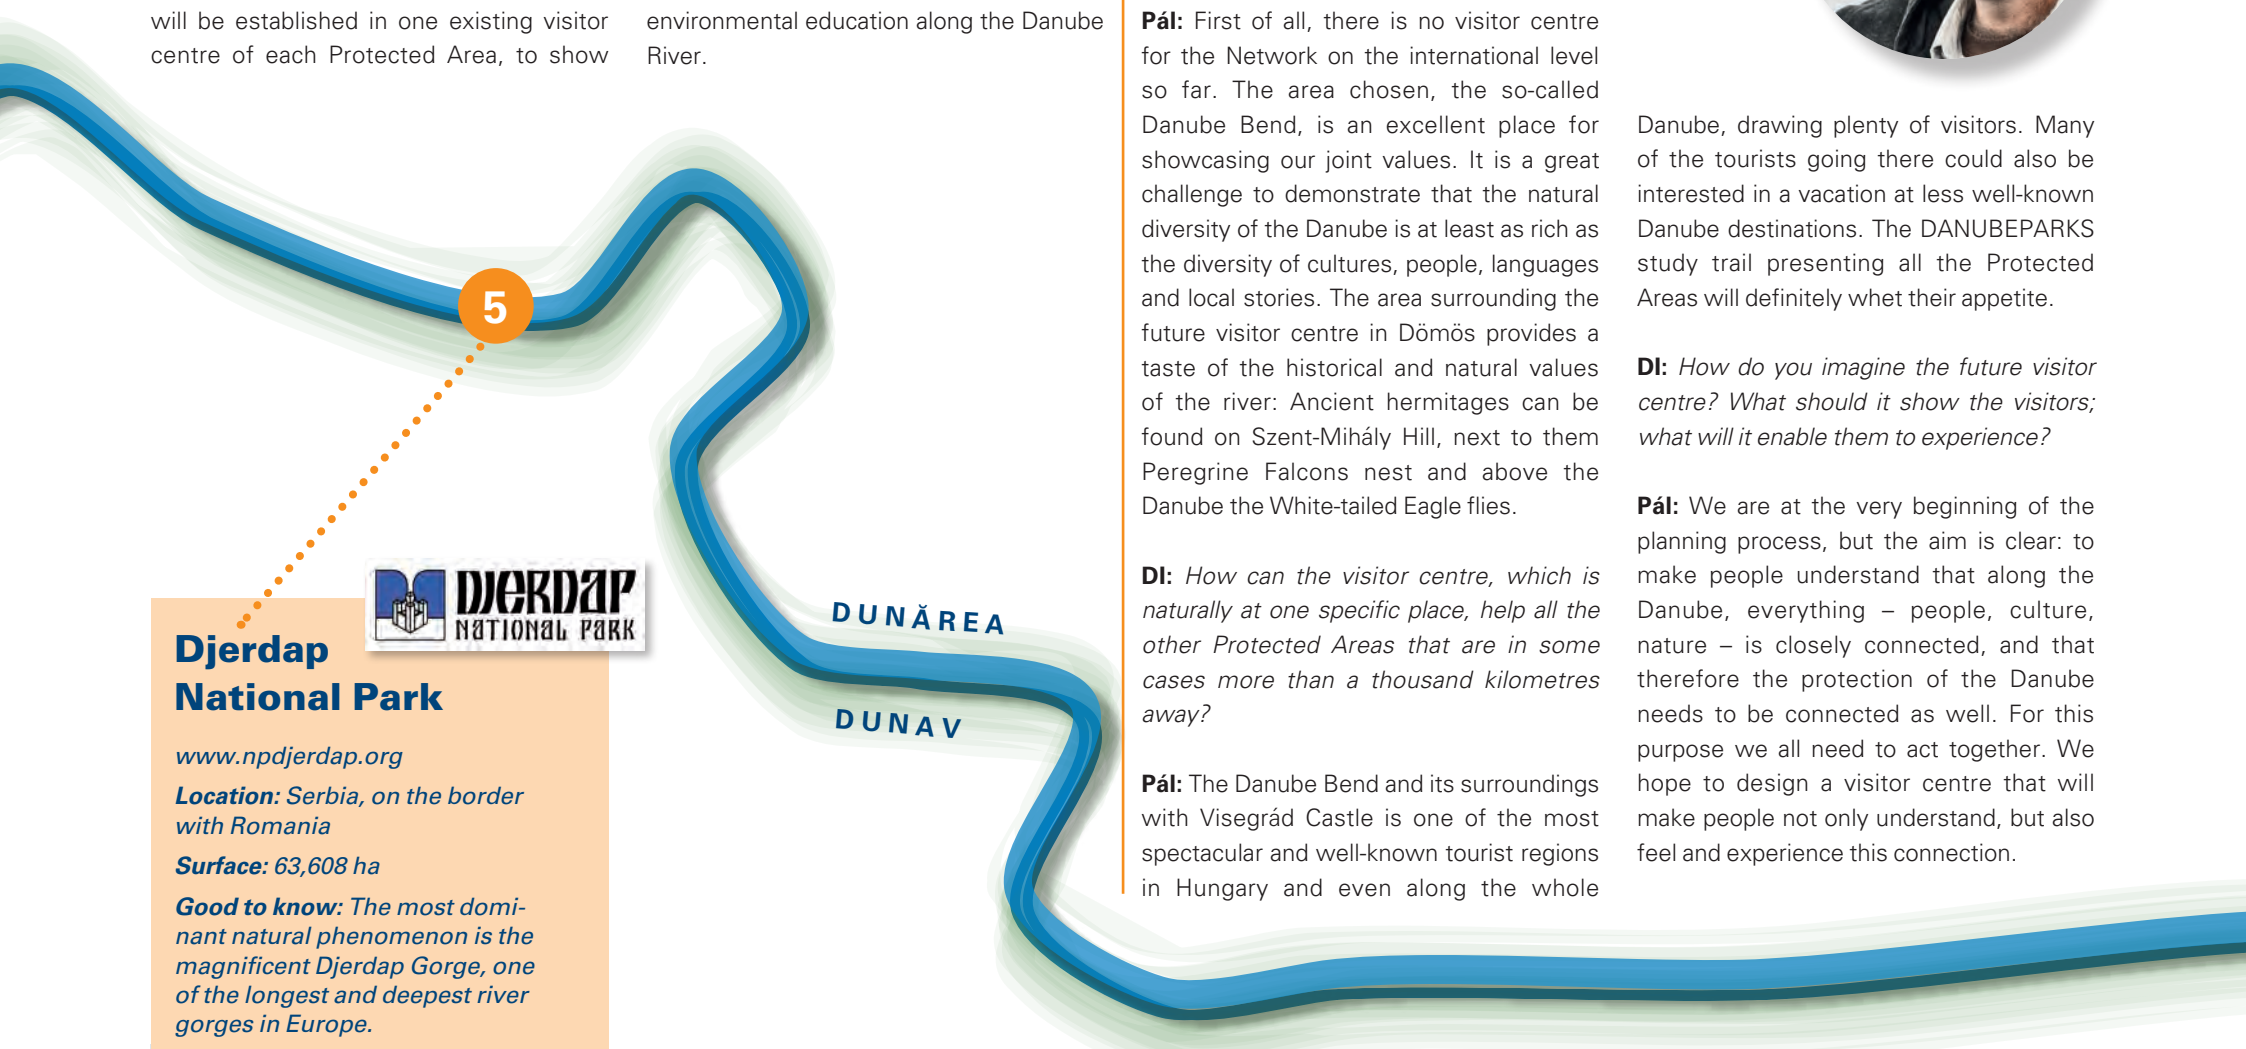 will be established in one existing visitor
centre of each Protected Area, to show
environmental education along the Danube
River.
5
DJERDAP
NATIONAL PARK
Djerdap
National Park
www.npdjerdap.org
Location: Serbia, on the border
with Romania
Surface: 63,608 ha
Good to know: The most domi-
nant natural phenomenon is the
magnificent Djerdap Gorge, one
of the longest and deepest river
gorges in Europe.
DUNĂREA
DUNAV
Pál: First of all, there is no visitor centre
for the Network on the international level
so far. The area chosen, the so-called
Danube Bend, is an excellent place for
showcasing our joint values. It is a great
challenge to demonstrate that the natural
diversity of the Danube is at least as rich as
the diversity of cultures, people, languages
and local stories. The area surrounding the
future visitor centre in Dömös provides a
taste of the historical and natural values
of the river: Ancient hermitages can be
found on Szent-Mihály Hill, next to them
Peregrine Falcons nest and above the
Danube the White-tailed Eagle flies.
DI: How can the visitor centre, which is
naturally at one specific place, help all the
other Protected Areas that are in some
cases more than a thousand kilometres
away?
Pál: The Danube Bend and its surroundings
with Visegrád Castle is one of the most
spectacular and well-known tourist regions
in Hungary and even along the whole
Danube, drawing plenty of visitors. Many
of the tourists going there could also be
interested in a vacation at less well-known
Danube destinations. The DANUBEPARKS
study trail presenting all the Protected
Areas will definitely whet their appetite.
DI: How do you imagine the future visitor
centre? What should it show the visitors;
what will it enable them to experience?
Pál: We are at the very beginning of the
planning process, but the aim is clear: to
make people understand that along the
Danube, everything – people, culture,
nature – is closely connected, and that
therefore the protection of the Danube
needs to be connected as well. For this
purpose we all need to act together. We
hope to design a visitor centre that will
make people not only understand, but also
feel and experience this connection.